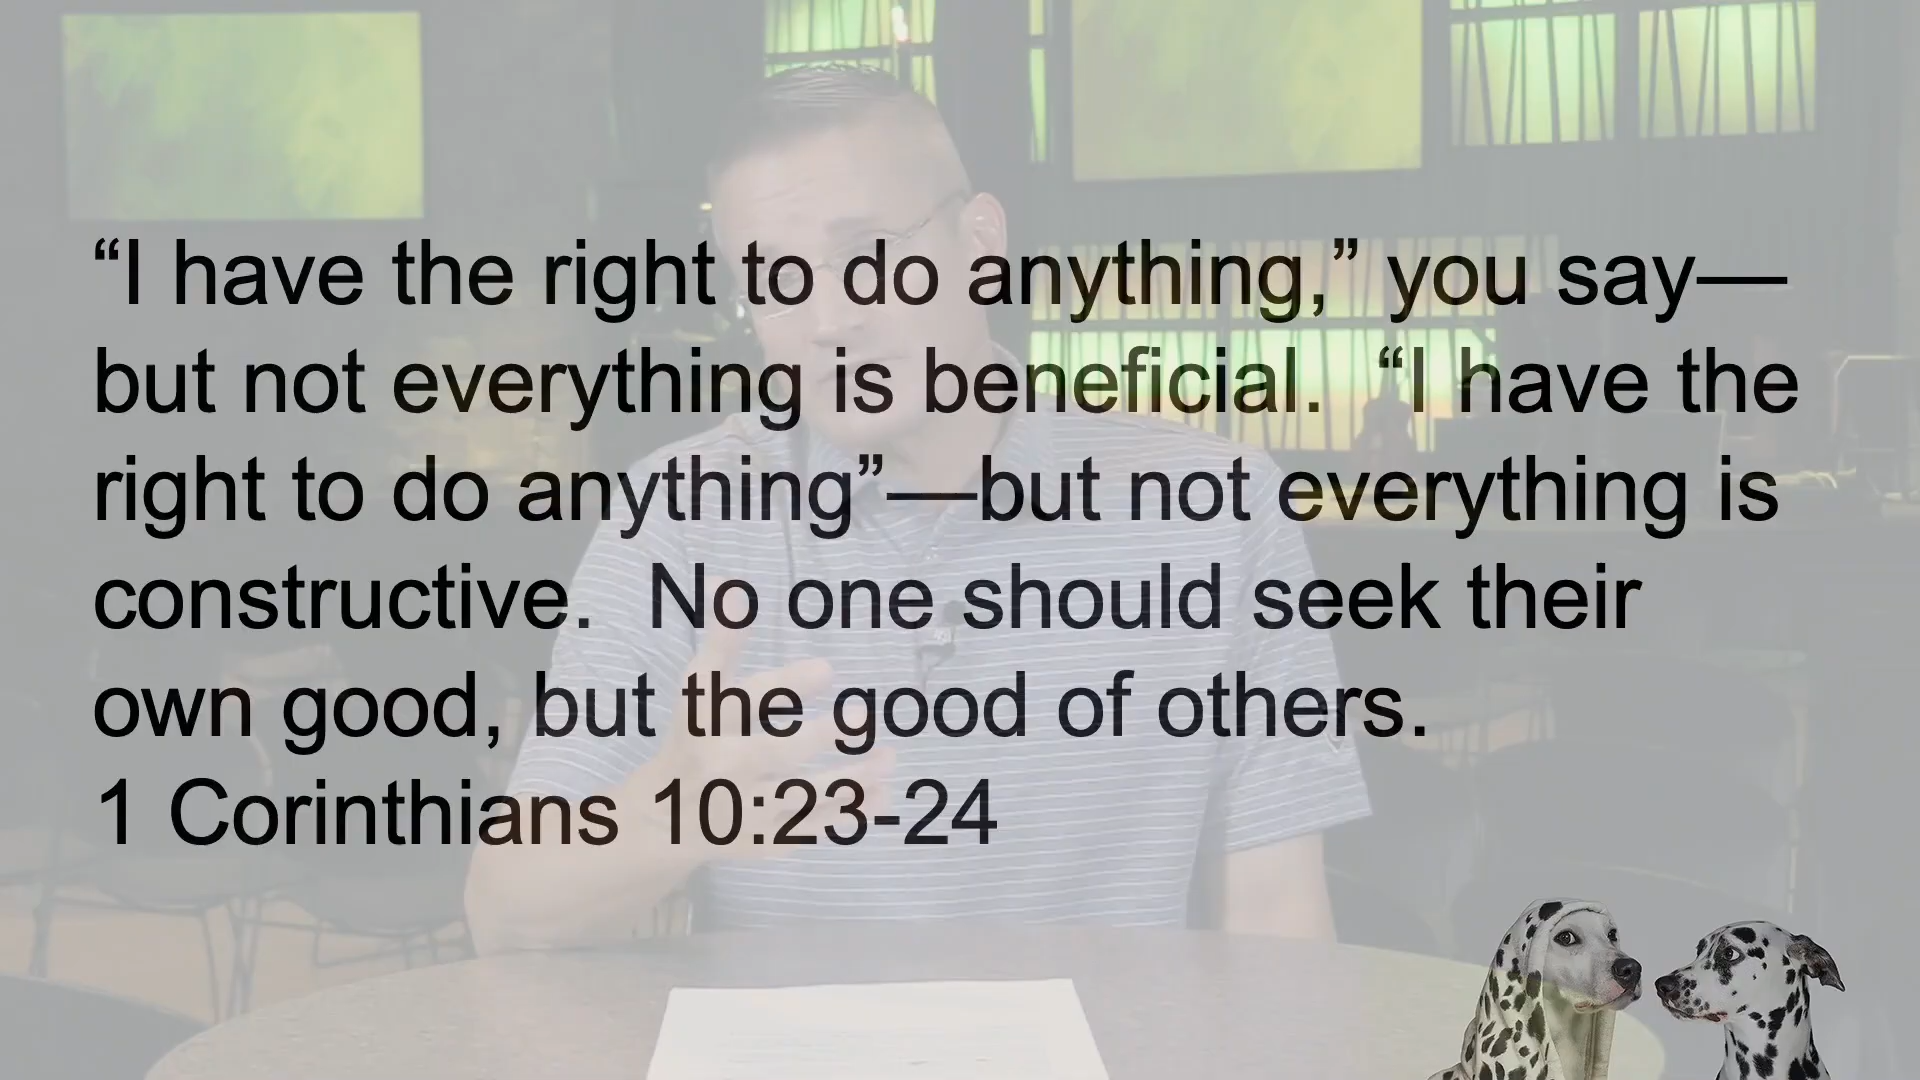 “I have the right to do anything,” you say—
but not everything is beneficial.  “I have the
right to do anything”—but not everything is
constructive.  No one should seek their
own good, but the good of others.
1 Corinthians 10:23-24